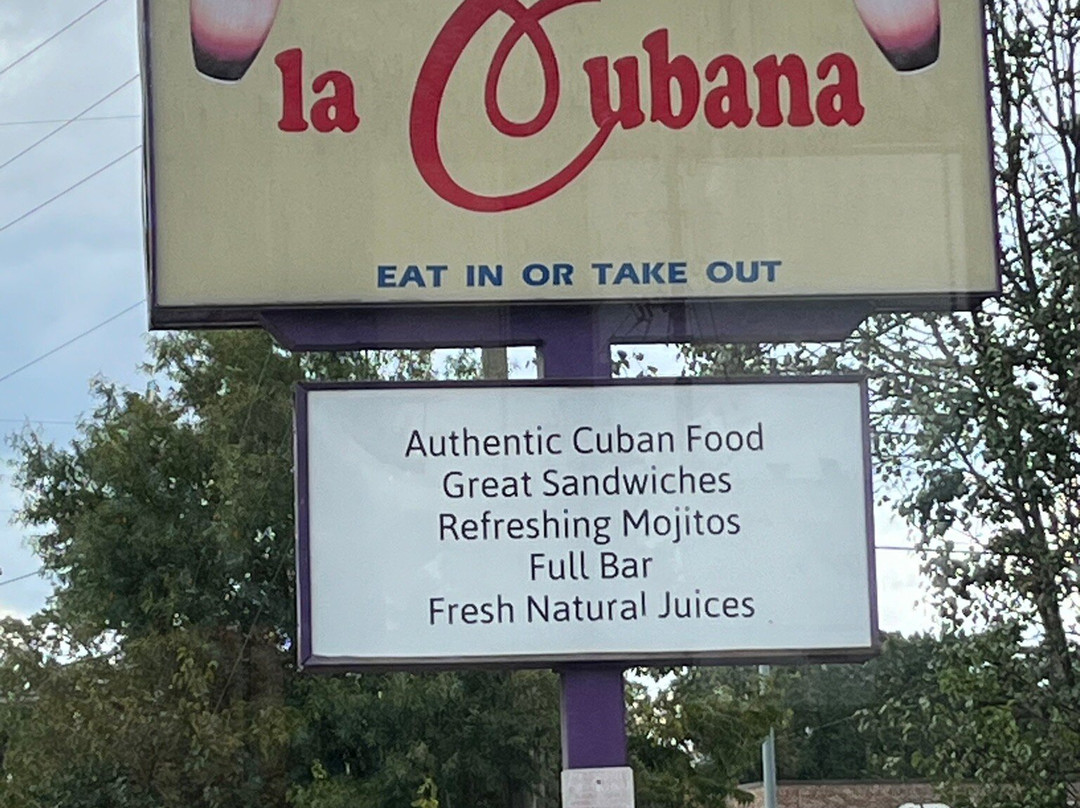 la Cubana
EAT IN OR TAKE OUT
Authentic Cuban Food
Great Sandwiches
Refreshing Mojitos
Full Bar
Fresh Natural Juices